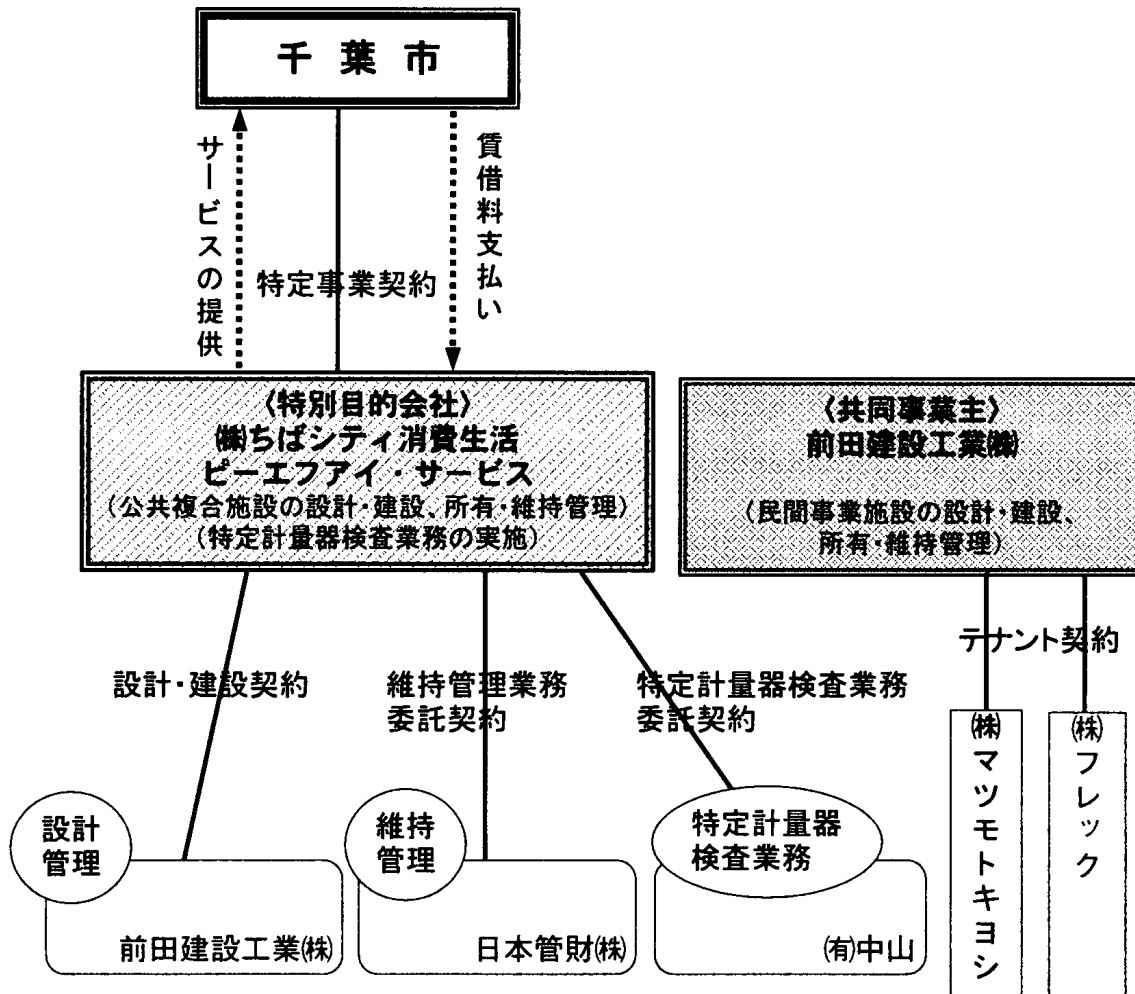 千葉市
サービスの提供
特定事業契約
賃借料支払い
〈特別目的会社〉
㈱ちばシティ消費生活
ピーエフアイ・サービス
(公共複合施設の設計・建設、所有・維持管理)
(特定計量器検査業務の実施)
〈共同事業主〉
前田建設工業㈱
(民間事業施設の設計・建設、
所有・維持管理)
テナント契約
設計・建設契約
維持管理業務
委託契約
特定計量器検査業務
委託契約
㈱マツモトキヨシ
㈱フレック
設計
管理
前田建設工業(株)
維持
管理
日本管財(株)
特定計量器
検査業務
㈲中山